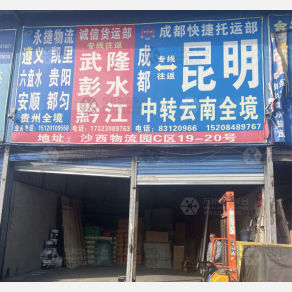 永捷物流
遵义 凯里
六盘水 贵阳
安顺 都匀
贵州全境
诚信货运部
专线往返
武隆
彭水
黔江
电话:17323089763
成都快捷托运部
成都
专线
往返
昆明
中转云南全境
电话:83120966 15208489767
地址:沙西物流园C区19-20号